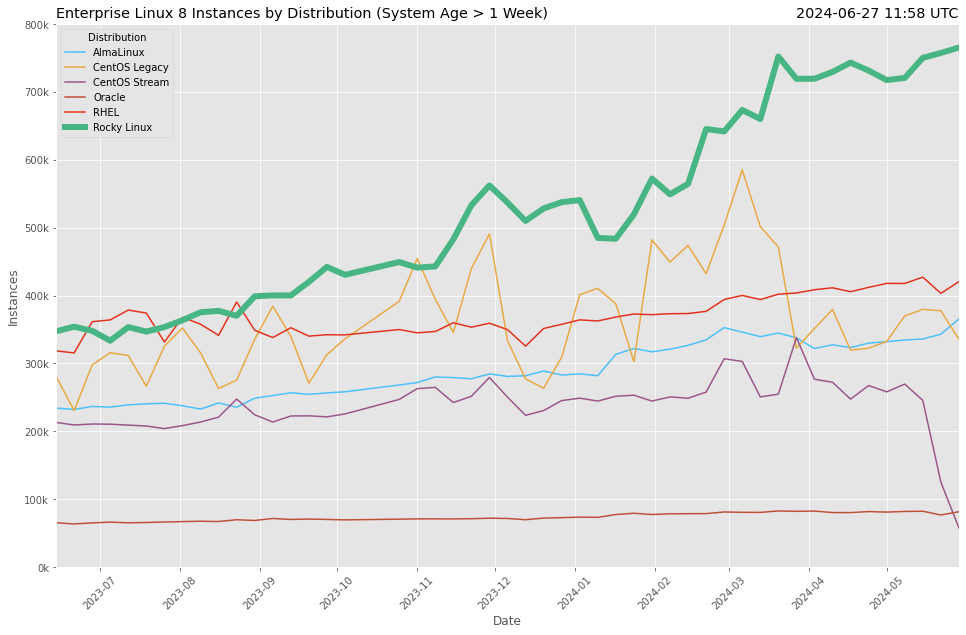 Enterprise Linux 8 Instances by Distribution (System Age > 1 Week)
2024-06-27 11:58 UTC
Distribution
AlmaLinux
CentOS Legacy
CentOS Stream
Oracle
RHEL
Rocky Linux
800k
700k
600k
500k
400k
300k
200k
100k
0k
Instances
2023-07
2023-08
2023-09
2023-10
2023-11
2023-12
2024-01
2024-02
2024-03
2024-04
2024-05
Date